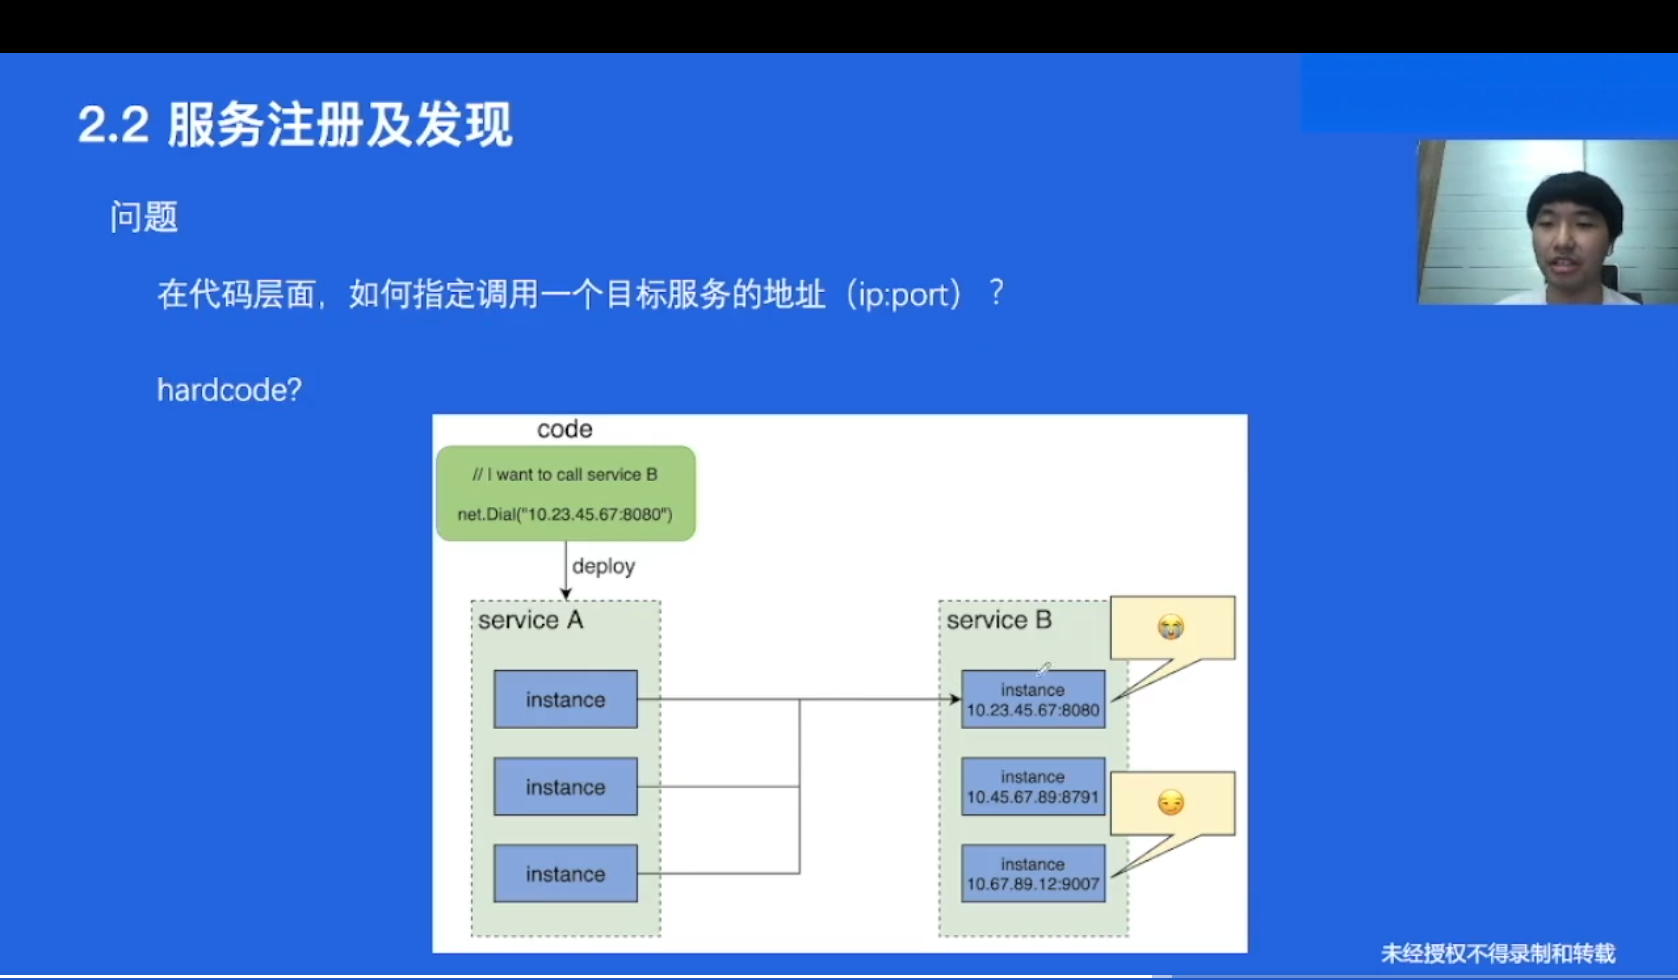 2.2 服务注册及发现
问题
在代码层面，如何指定调用一个目标服务的地址（ip:port）？
hardcode?
code
// I want to call service B
net.Dial("10.23.45.67:8080")
deploy
service A
instance
instance
instance
service B
instance
10.23.45.67:8080
instance
10.45.67.89:8791
instance
10.67.89.12:9007
未经授权不得录制和转载